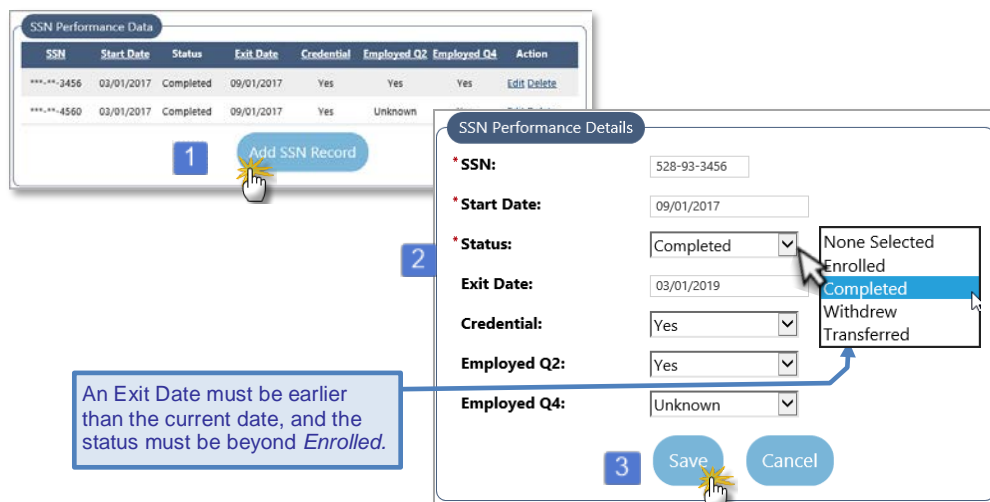 SSN Performance Data
SSN Start Date Status Exit Date Credential Employed Q2 Employed Q4 Action
***-**-3456 03/01/2017 Completed 09/01/2017 Yes Yes Yes Edit Delete
***-**-4560 03/01/2017 Completed 09/01/2017 Yes Unknown
1 Add SSN Record
SSN Performance Details
*SSN: 528-93-3456
*Start Date: 09/01/2017
2 *Status: Completed
None Selected
Enrolled
Completed
Withdrew
Transferred
Exit Date: 03/01/2019
Credential: Yes
Employed Q2: Yes
Employed Q4: Unknown
An Exit Date must be earlier
than the current date, and the
status must be beyond Enrolled.
3 Save Cancel